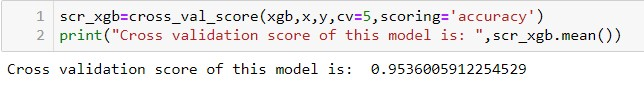 1 scr_xgb=cross_val_score(xgb,x,y,cv=5,scoring='accuracy')
2 print("Cross validation score of this model is: ",scr_xgb.mean())
Cross validation score of this model is:  0.9536005912254529